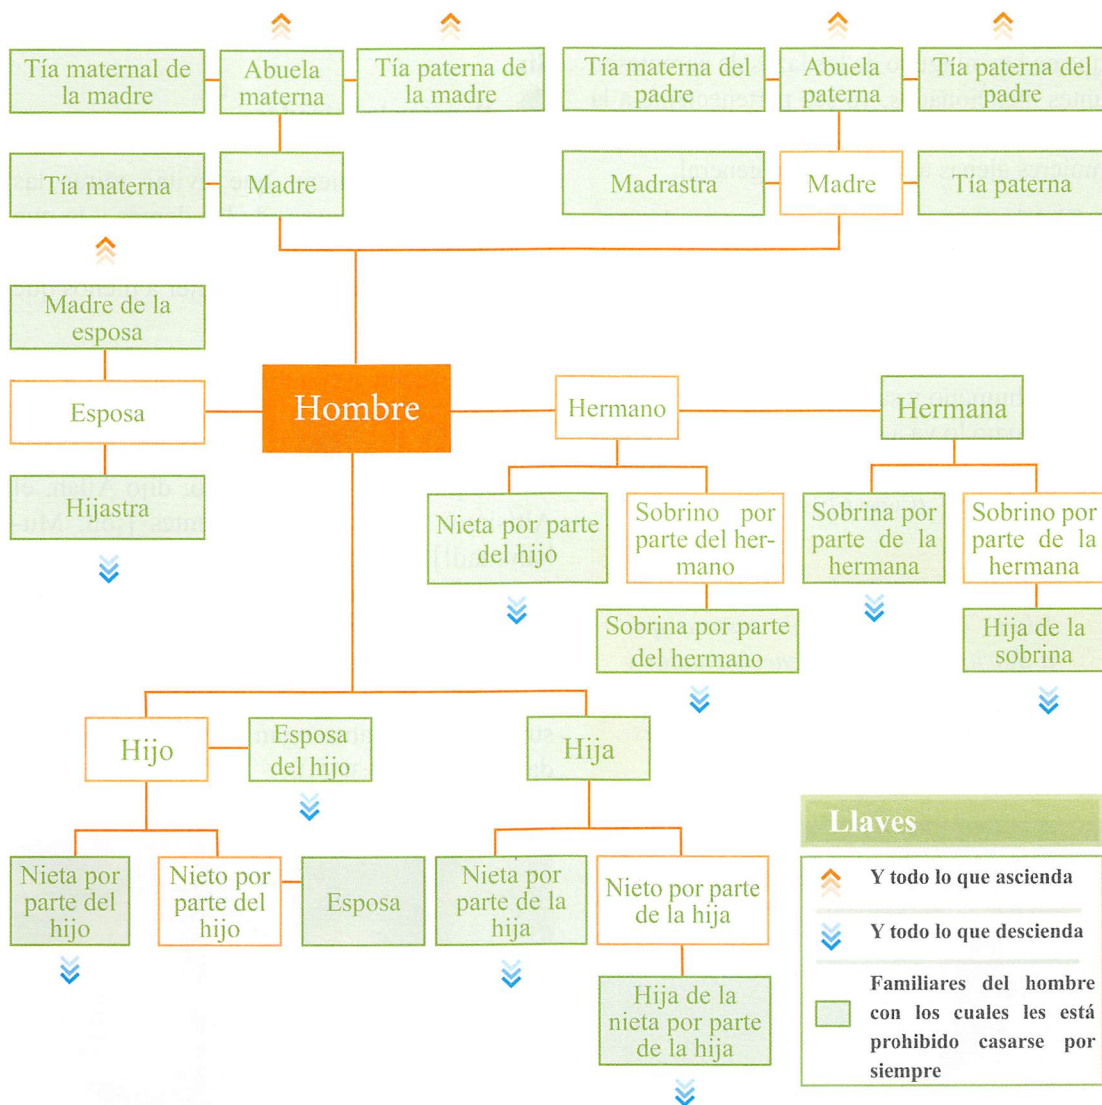 Tía maternal de
la madre
Abuela
materna
Tía paterna de
la madre
Tía materna del
padre
Abuela
paterna
Tía paterna del
padre
Tía materna
Madre
Madrastra
Madre
Tía paterna
Madre de la
esposa
Esposa
Hijastra
Hombre
Hermano
Hermana
Nieta por parte
del hijo
Sobrino por
parte del her-
mano
Sobrina por
parte de la
hermana
Sobrino por
parte de la
hermana
Sobrina por parte
del hermano
Hija de la
sobrina
Hijo
Esposa
del hijo
Hija
Nieta por
parte del
hijo
Nieto por
parte del
hijo
Esposa
Nieta por
parte de la
hija
Nieto por parte
de la hija
Hija de la
nieta por parte
de la hija
Llaves
Y todo lo que ascienda
Y todo lo que descienda
Familiares del hombre
con los cuales les está
prohibido casarse por
siempre